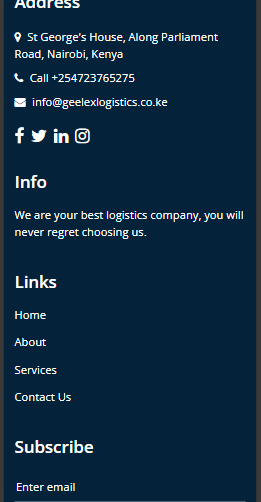 Address
St George's House, Along Parliament
Road, Nairobi, Kenya
Call +254723765275
info@geelexlogistics.co.ke
Info
We are your best logistics company, you will
never regret choosing us.
Links
Home
About
Services
Contact Us
Subscribe
Enter email